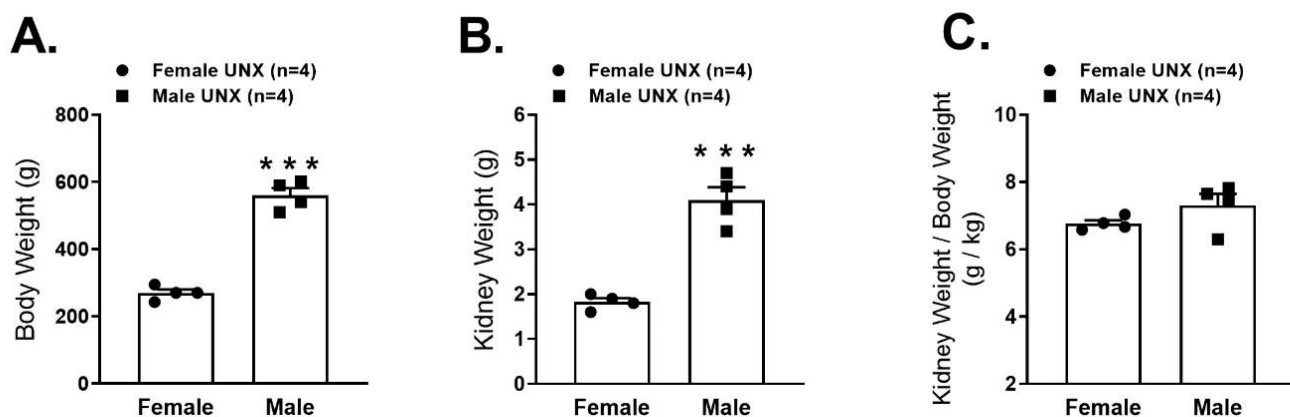 A.
Female UNX (n=4)
Male UNX (n=4)
Body Weight (g)
800
600
400
200
0
***
Female Male
B.
Female UNX (n=4)
Male UNX (n=4)
Kidney Weight (g)
6
5
4
3
2
1
0
***
Female Male
C.
Female UNX (n=4)
Male UNX (n=4)
Kidney Weight / Body Weight
(g / kg)
10
8
6
4
2
Female Male